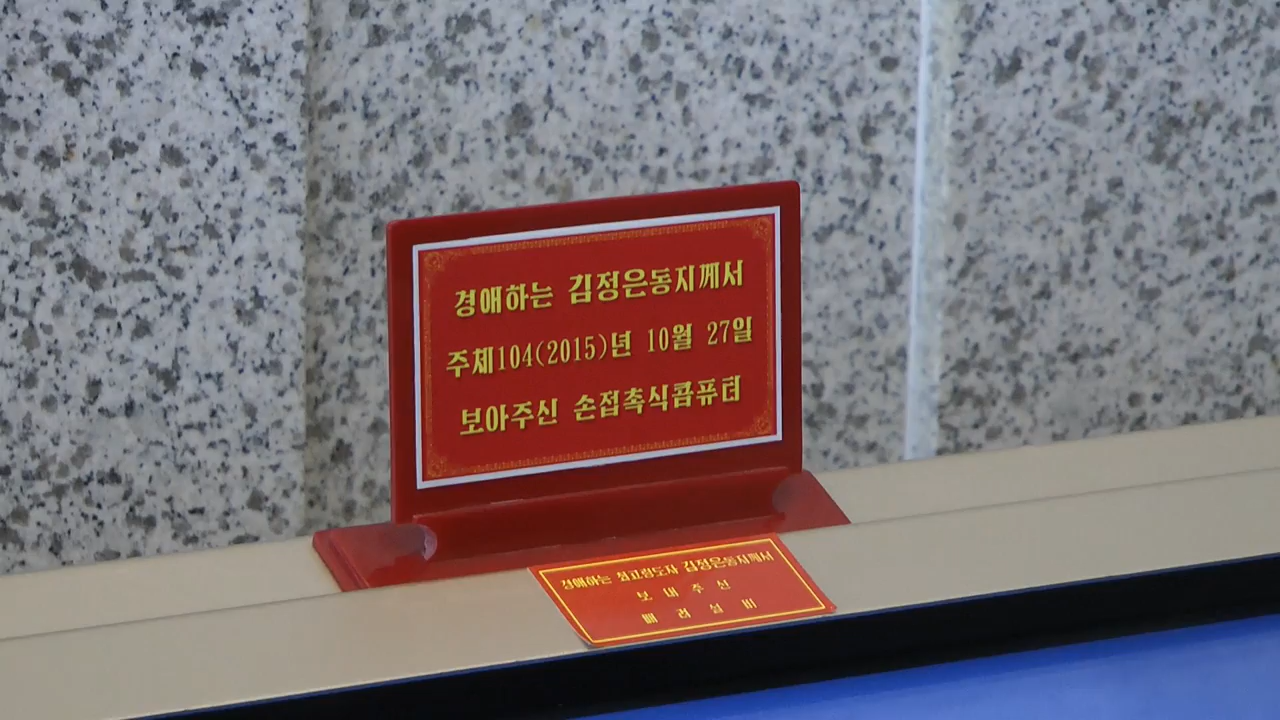 경애하는 김정은동지께서
주체104(2015)년 10월 27일
보아주신 손접촉식콤퓨터
경애하는 최고령도자 김정은동지께서
보내주신
배려설비